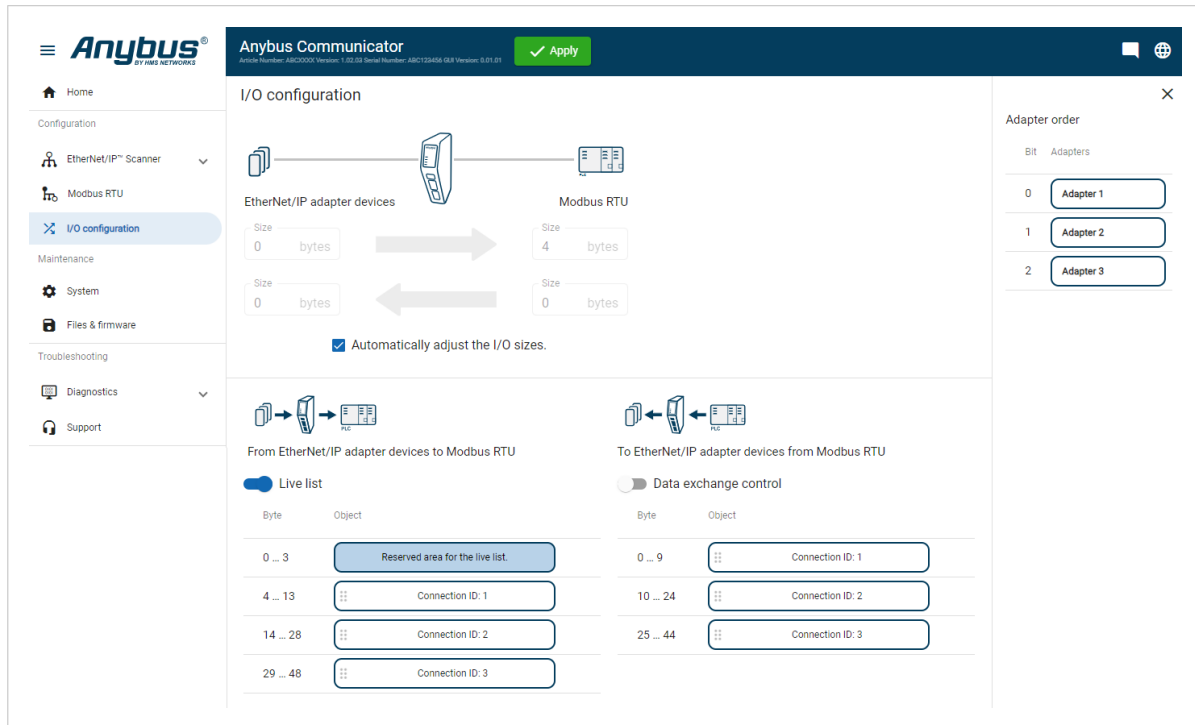 Anybus®
BY HMS NETWORKS
Anybus Communicator
Article Number: ABCXXXX Version: 1.02.03 Serial Number: ABC123456 GUI Version: 0.01.01
Apply
Home
Configuration
EtherNet/IP™ Scanner
Modbus RTU
I/O configuration
Maintenance
System
Files & firmware
Troubleshooting
Diagnostics
Support
I/O configuration
PLC
EtherNet/IP adapter devices
Modbus RTU
Size
0 bytes
Size
4 bytes
Size
0 bytes
Size
0 bytes
Automatically adjust the I/O sizes.
PLC
From EtherNet/IP adapter devices to Modbus RTU
Live list
Byte Object
0 ... 3 Reserved area for the live list.
4 ... 13 Connection ID: 1
14 ... 28 Connection ID: 2
29 ... 48 Connection ID: 3
PLC
To EtherNet/IP adapter devices from Modbus RTU
Data exchange control
Byte Object
0 ... 9 Connection ID: 1
10 ... 24 Connection ID: 2
25 ... 44 Connection ID: 3
Adapter order
Bit Adapters
0 Adapter 1
1 Adapter 2
2 Adapter 3